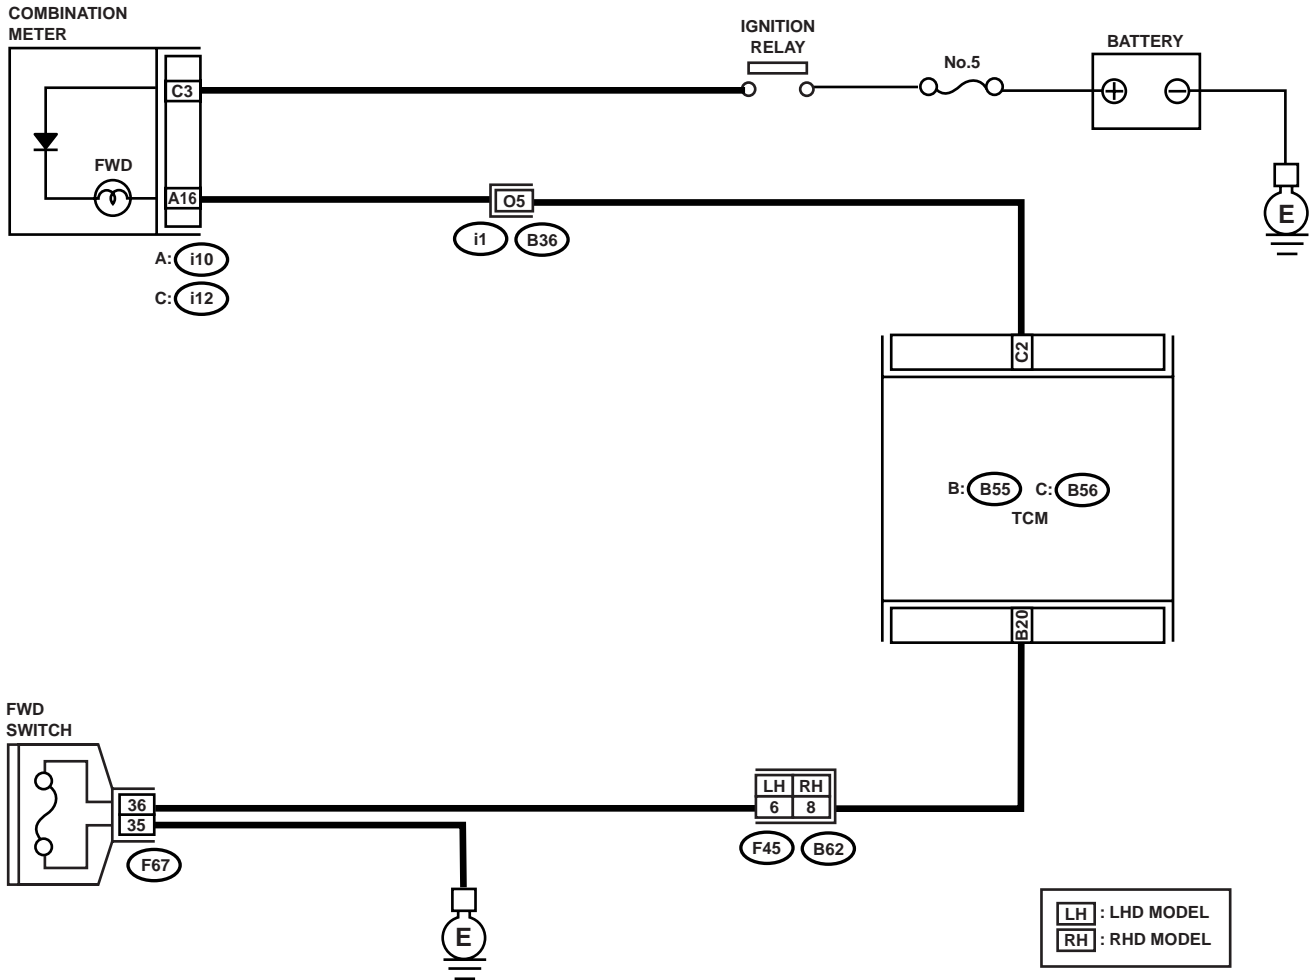 COMBINATION
METER
IGNITION
RELAY
No.5
BATTERY
C3
FWD
A16
O5
i1
B36
E
A: i10
C: i12
C2
B: B55 C: B56
TCM
B20
FWD
SWITCH
LH RH
36
6 8
35
F45 B62
F67
E
LH : LHD MODEL
RH : RHD MODEL